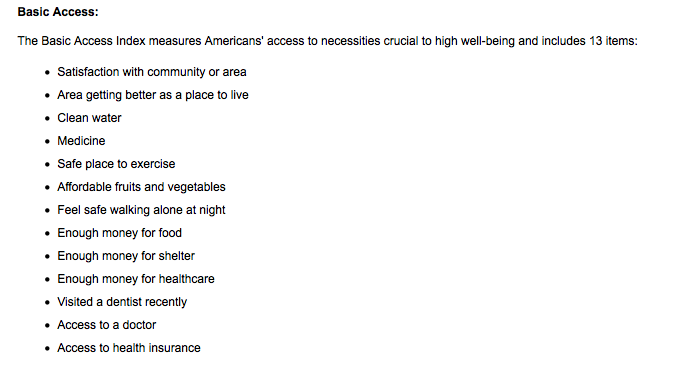 Basic Access:
The Basic Access Index measures Americans' access to necessities crucial to high well-being and includes 13 items:
• Satisfaction with community or area
• Area getting better as a place to live
• Clean water
• Medicine
• Safe place to exercise
• Affordable fruits and vegetables
• Feel safe walking alone at night
• Enough money for food
• Enough money for shelter
• Enough money for healthcare
• Visited a dentist recently
• Access to a doctor
• Access to health insurance